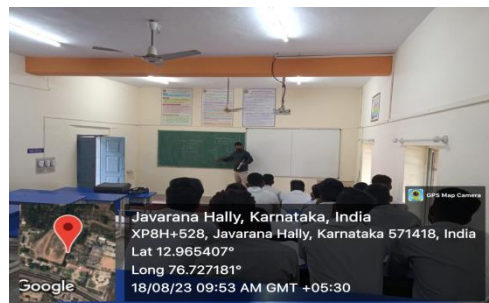 GPS Map Camera
Javarana Hally, Karnataka, India
XP8H+528, Javarana Hally, Karnataka 571418, India
Lat 12.965407°
Long 76.727181°
18/08/23 09:53 AM GMT +05:30
Google